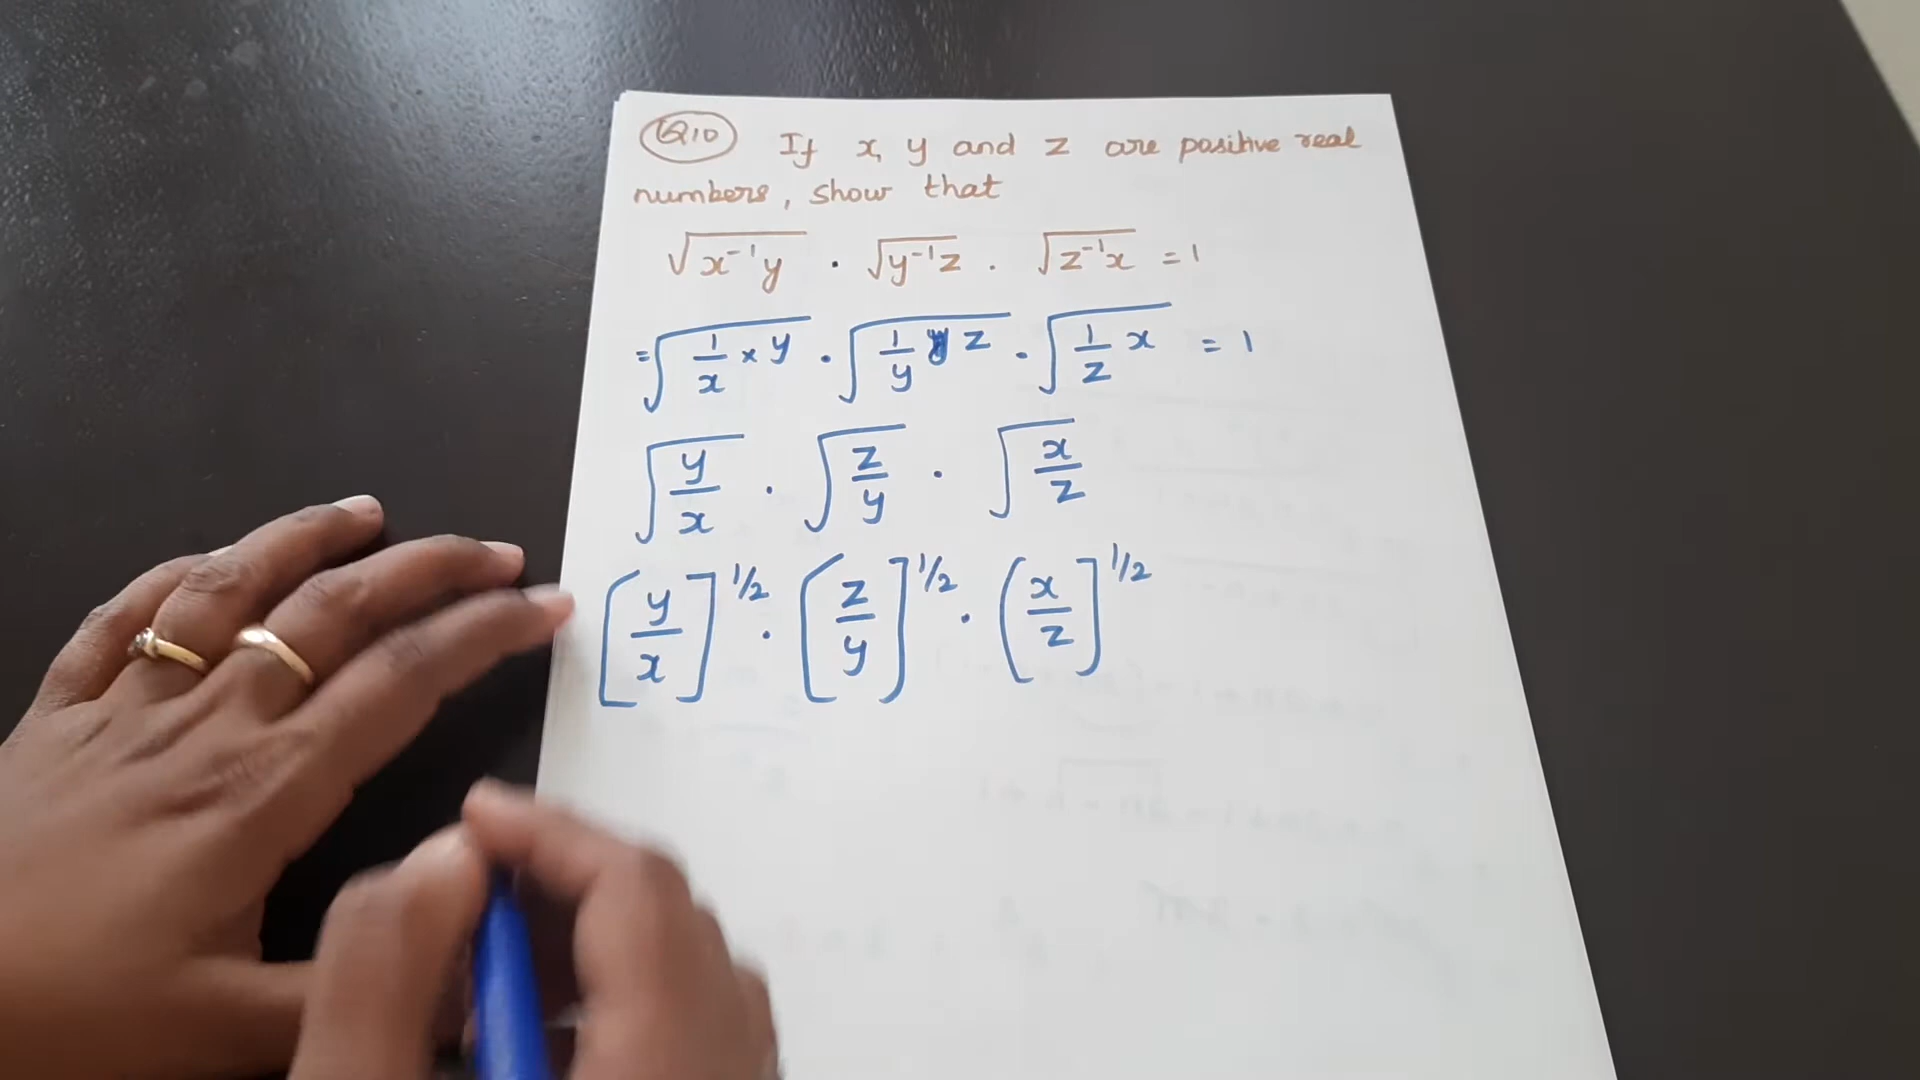 Q10 If x, y and z are positive real
numbers, show that
√(x⁻¹y) · √(y⁻¹z) · √(z⁻¹x) = 1
= √(1/x × y) · √(1/y z) · √(1/z x) = 1
√(y/x) · √(z/y) · √(x/z)
[y/x]^1/2 · [z/y]^1/2 · (x/z]^1/2